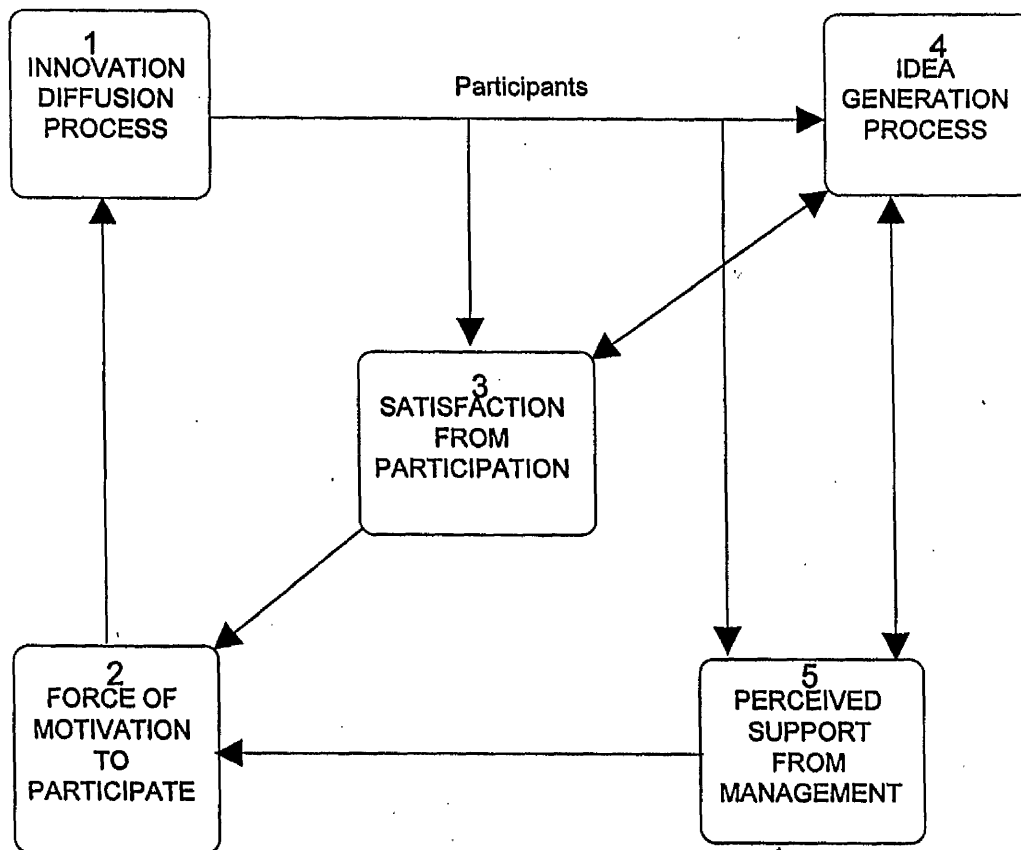 1
INNOVATION
DIFFUSION
PROCESS
Participants
4
IDEA
GENERATION
PROCESS
3
SATISFACTION
FROM
PARTICIPATION
2
FORCE OF
MOTIVATION
TO
PARTICIPATE
5
PERCEIVED
SUPPORT
FROM
MANAGEMENT